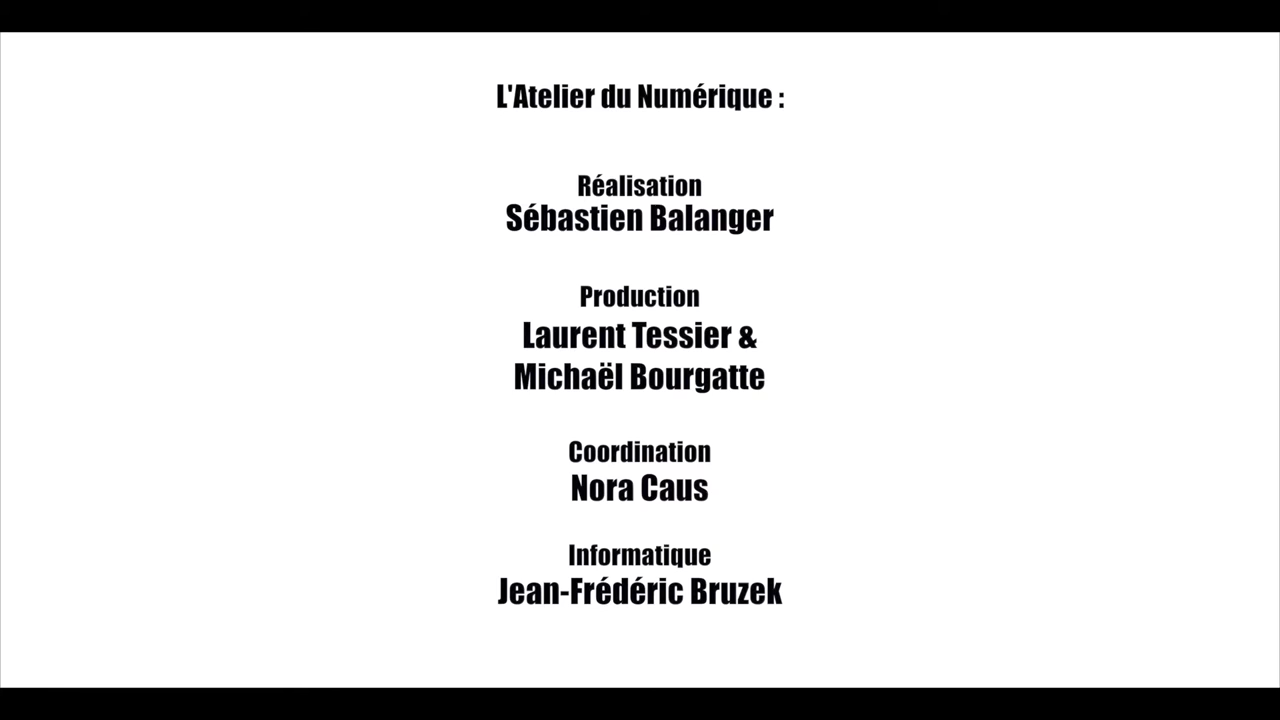 L'Atelier du Numérique :
Réalisation
Sébastien Balanger
Production
Laurent Tessier &
Michaël Bourgatte
Coordination
Nora Caus
Informatique
Jean-Frédéric Bruzek